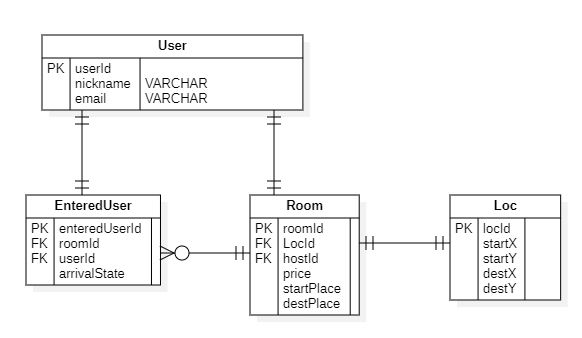 User
PK userId
nickname VARCHAR
email VARCHAR
EnteredUser
PK enteredUserId
FK roomId
FK userId
arrivalState
Room
PK roomId
FK LocId
FK hostId
price
startPlace
destPlace
Loc
PK locId
startX
startY
destX
destY